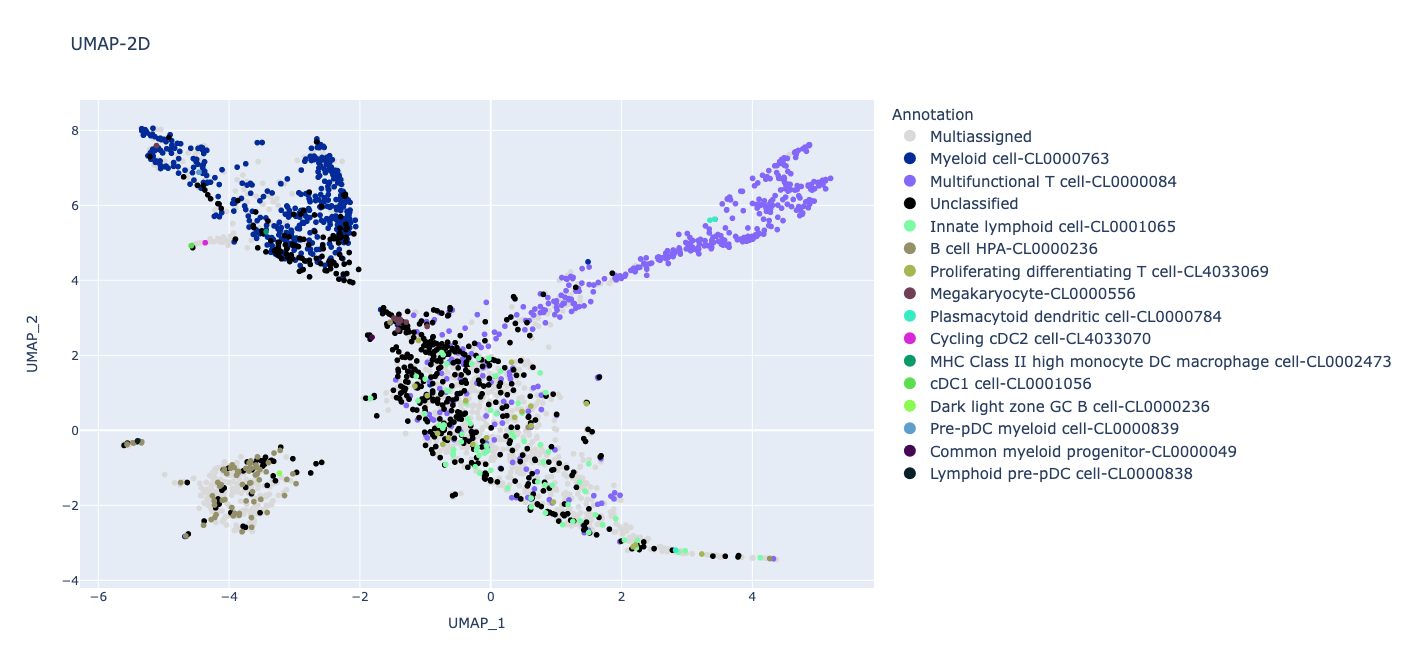 UMAP-2D
Annotation
Multiassigned
Myeloid cell-CL0000763
Multifunctional T cell-CL0000084
Unclassified
Innate lymphoid cell-CL0001065
B cell HPA-CL0000236
Proliferating differentiating T cell-CL4033069
Megakaryocyte-CL0000556
Plasmacytoid dendritic cell-CL0000784
Cycling cDC2 cell-CL4033070
MHC Class II high monocyte DC macrophage cell-CL0002473
cDC1 cell-CL0001056
Dark light zone GC B cell-CL0000236
Pre-pDC myeloid cell-CL0000839
Common myeloid progenitor-CL0000049
Lymphoid pre-pDC cell-CL0000838
8
6
4
2
0
−2
−4
UMAP_2
−6 −4 −2 0 2 4
UMAP_1